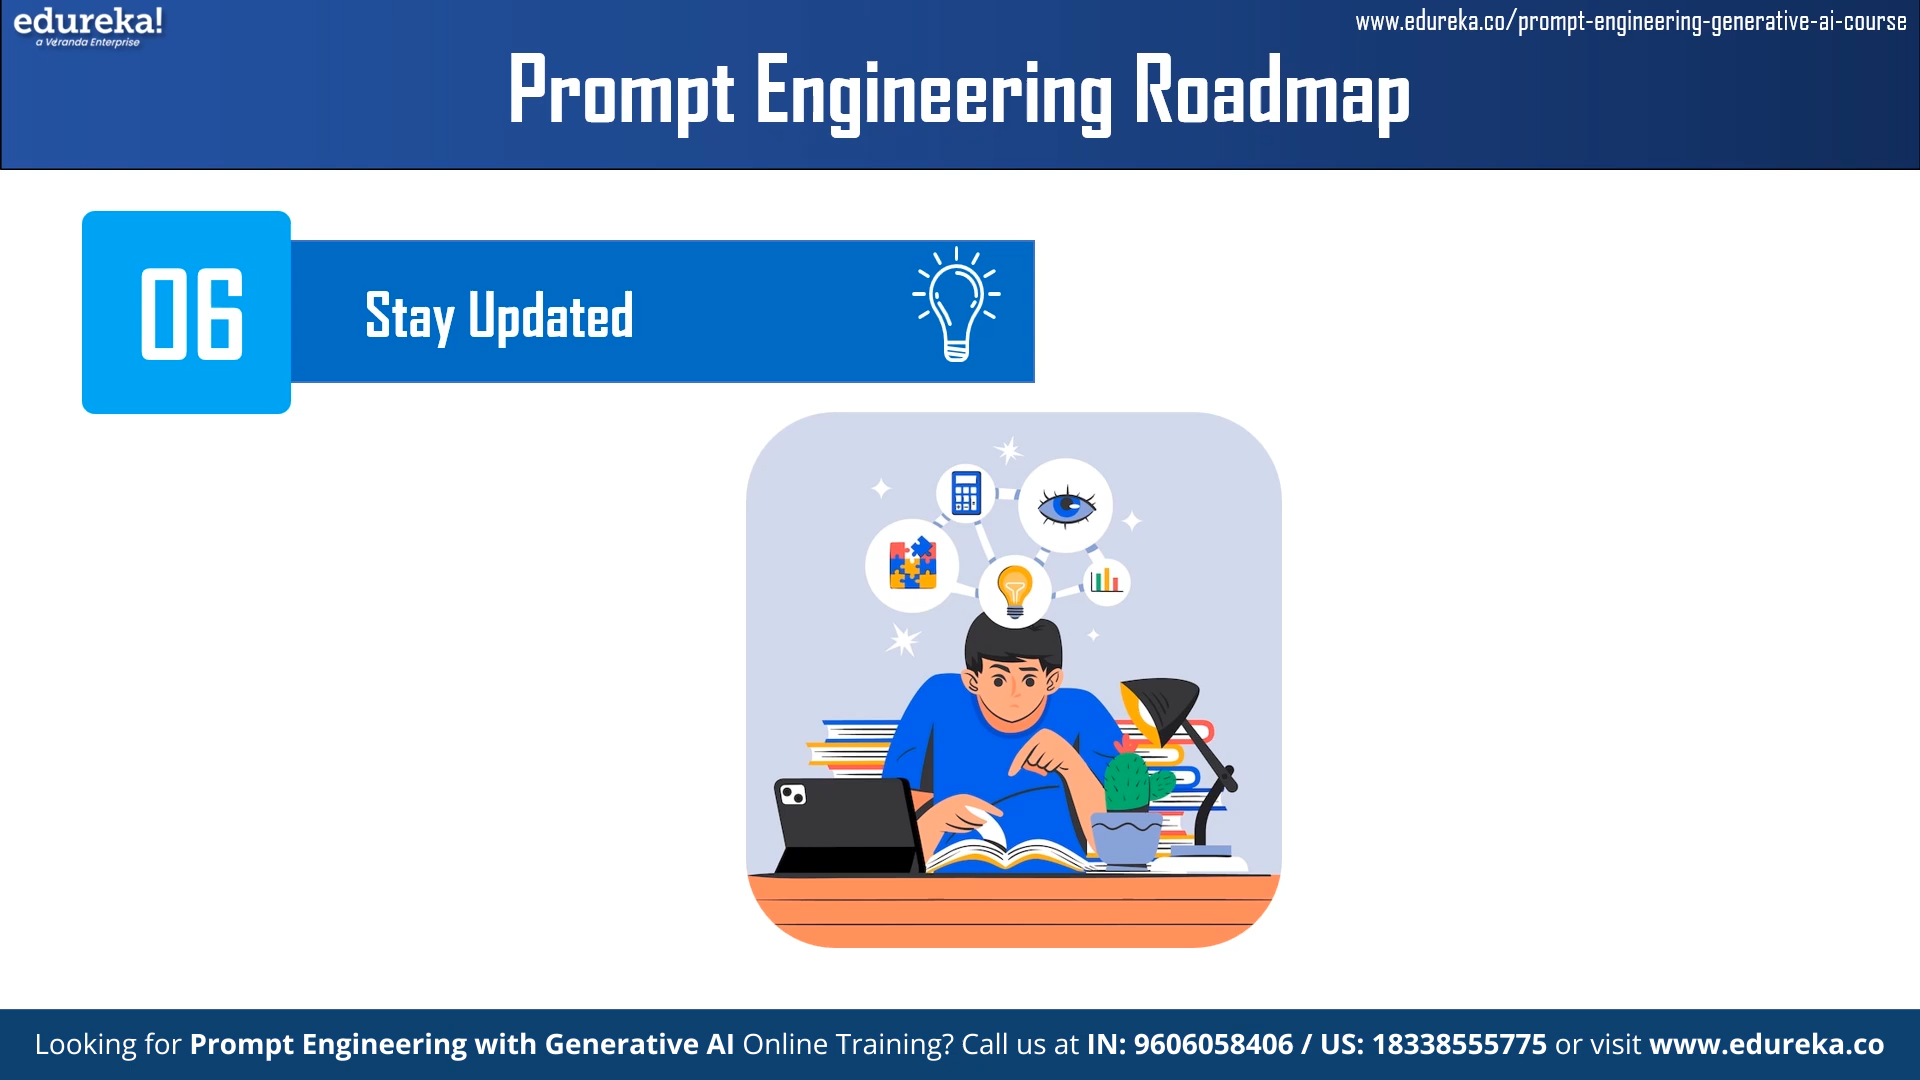 edureka!
a Veranda Enterprise
www.edureka.co/prompt-engineering-generative-ai-course
Prompt Engineering Roadmap
06
Stay Updated
Looking for Prompt Engineering with Generative AI Online Training? Call us at IN: 9606058406 / US: 18338555775 or visit www.edureka.co